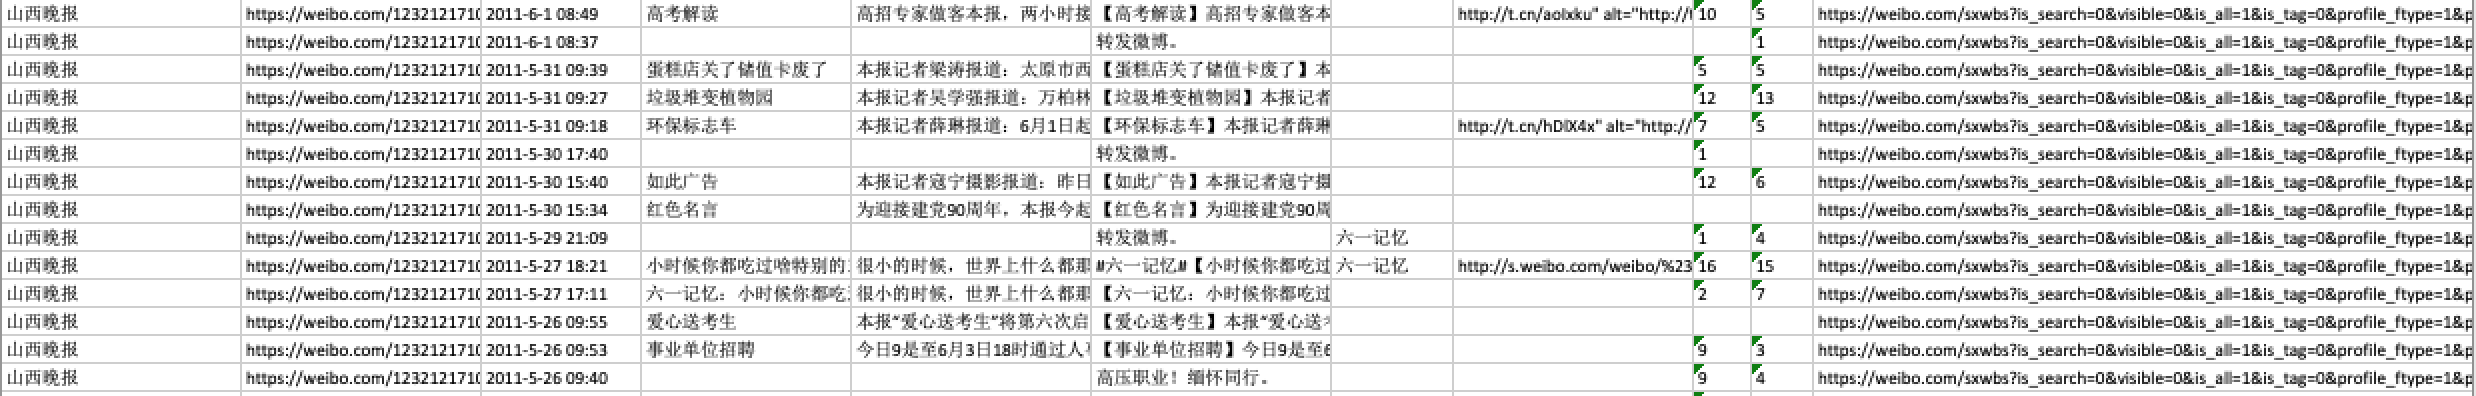 山西晚报 https://weibo.com/1232121710 2011-6-1 08:49 高考解读 高招专家做客本报，两小时接 【高考解读】高招专家做客本 http://t.cn/aolxku" alt="http:// 10 5 https://weibo.com/sxwbs?is_search=0&visible=0&is_all=1&is_tag=0&profile_ftype=1&p
山西晚报 https://weibo.com/1232121710 2011-6-1 08:37 转发微博。 1 https://weibo.com/sxwbs?is_search=0&visible=0&is_all=1&is_tag=0&profile_ftype=1&p
山西晚报 https://weibo.com/1232121710 2011-5-31 09:39 蛋糕店关了储值卡废了 本报记者梁涛报道：太原市西 【蛋糕店关了储值卡废了】本 5 5 https://weibo.com/sxwbs?is_search=0&visible=0&is_all=1&is_tag=0&profile_ftype=1&p
山西晚报 https://weibo.com/1232121710 2011-5-31 09:27 垃圾堆变植物园 本报记者吴学强报道：万柏林 【垃圾堆变植物园】本报记者 12 13 https://weibo.com/sxwbs?is_search=0&visible=0&is_all=1&is_tag=0&profile_ftype=1&p
山西晚报 https://weibo.com/1232121710 2011-5-31 09:18 环保标志车 本报记者薛琳报道：6月1日起 【环保标志车】本报记者薛琳 http://t.cn/hDlX4x" alt="http:// 7 5 https://weibo.com/sxwbs?is_search=0&visible=0&is_all=1&is_tag=0&profile_ftype=1&p
山西晚报 https://weibo.com/1232121710 2011-5-30 17:40 转发微博。 1 https://weibo.com/sxwbs?is_search=0&visible=0&is_all=1&is_tag=0&profile_ftype=1&p
山西晚报 https://weibo.com/1232121710 2011-5-30 15:40 如此广告 本报记者寇宁摄影报道：昨日 【如此广告】本报记者寇宁摄 12 6 https://weibo.com/sxwbs?is_search=0&visible=0&is_all=1&is_tag=0&profile_ftype=1&p
山西晚报 https://weibo.com/1232121710 2011-5-30 15:34 红色名言 为迎接建党90周年，本报今起 【红色名言】为迎接建党90周 https://weibo.com/sxwbs?is_search=0&visible=0&is_all=1&is_tag=0&profile_ftype=1&p
山西晚报 https://weibo.com/1232121710 2011-5-29 21:09 转发微博。 六一记忆 1 4 https://weibo.com/sxwbs?is_search=0&visible=0&is_all=1&is_tag=0&profile_ftype=1&p
山西晚报 https://weibo.com/1232121710 2011-5-27 18:21 小时候你都吃过啥特别的 很小的时候，世界上什么都那 #六一记忆#【小时候你都吃过 六一记忆 http://s.weibo.com/weibo/%23 16 15 https://weibo.com/sxwbs?is_search=0&visible=0&is_all=1&is_tag=0&profile_ftype=1&p
山西晚报 https://weibo.com/1232121710 2011-5-27 17:11 六一记忆：小时候你都吃 很小的时候，世界上什么都那 【六一记忆：小时候你都吃过 2 7 https://weibo.com/sxwbs?is_search=0&visible=0&is_all=1&is_tag=0&profile_ftype=1&p
山西晚报 https://weibo.com/1232121710 2011-5-26 09:55 爱心送考生 本报“爱心送考生”将第六次启 【爱心送考生】本报“爱心送 https://weibo.com/sxwbs?is_search=0&visible=0&is_all=1&is_tag=0&profile_ftype=1&p
山西晚报 https://weibo.com/1232121710 2011-5-26 09:53 事业单位招聘 今日9是至6月3日18时通过人 【事业单位招聘】今日9是至6 9 3 https://weibo.com/sxwbs?is_search=0&visible=0&is_all=1&is_tag=0&profile_ftype=1&p
山西晚报 https://weibo.com/1232121710 2011-5-26 09:40 高压职业！缅怀同行。 9 4 https://weibo.com/sxwbs?is_search=0&visible=0&is_all=1&is_tag=0&profile_ftype=1&p